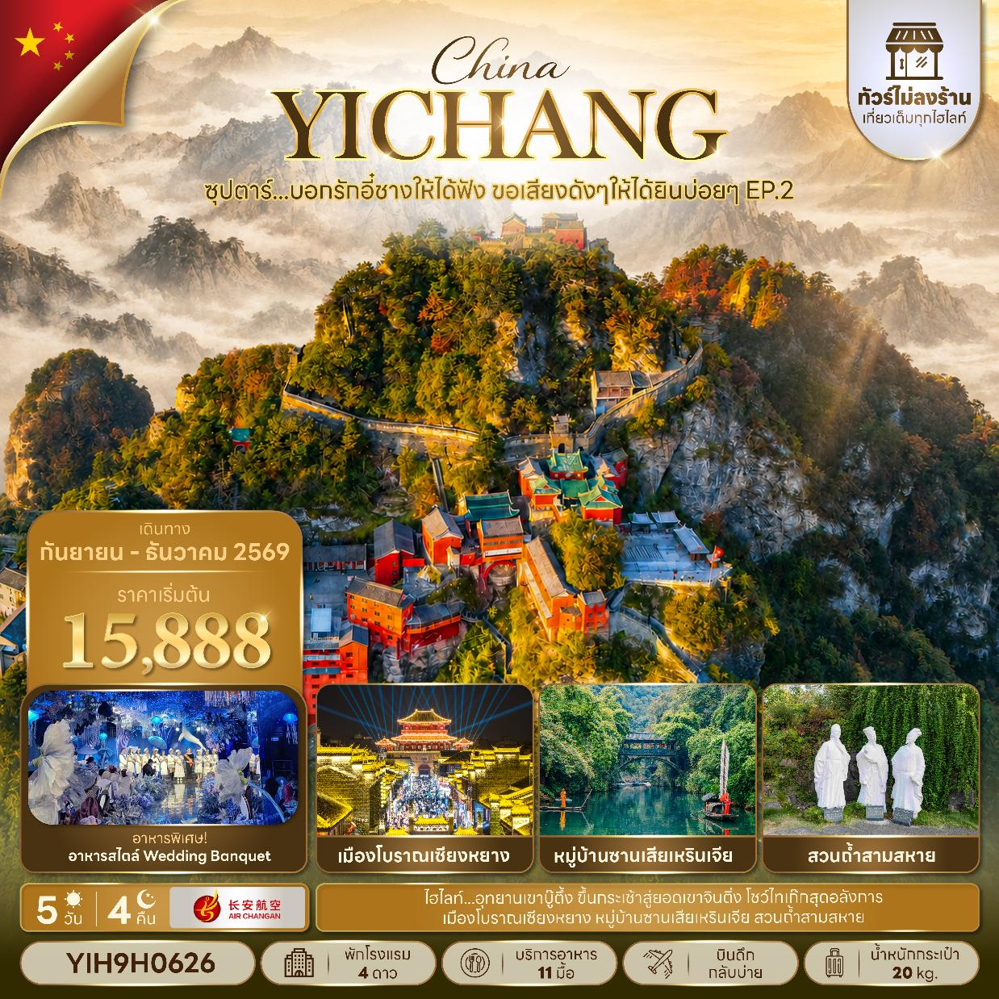 China
YICHANG
ซุปตาร์...บอกรักอี๋ชางให้ได้ฟัง ขอเสียงดังๆให้ได้ยินบ่อยๆ EP.2
ทัวร์ไม่ลงร้าน
เที่ยวเต็มทุกไฮไลท์
เดินทาง
กันยายน - ธันวาคม 2569
ราคาเริ่มต้น
15,888
อาหารพิเศษ!
อาหารสไตล์ Wedding Banquet
เมืองโบราณเซียงหยาง
หมู่บ้านซานเสียเหรินเจีย
สวนถ้ำสามสหาย
5 วัน
4 คืน
长安航空
AIR CHANGAN
ไฮไลท์...อุทยานเขาบู๊ตึ๊ง ขึ้นกระเช้าสู่ยอดเขาจินติ่ง โชว์ไทเก๊กสุดอลังการ
เมืองโบราณเซียงหยาง หมู่บ้านซานเสียเหรินเจีย สวนถ้ำสามสหาย
YIH9H0626
พักโรงแรม
4 ดาว
บริการอาหาร
11 มื้อ
บินดึก
กลับบ่าย
น้ำหนักกระเป๋า
20 kg.